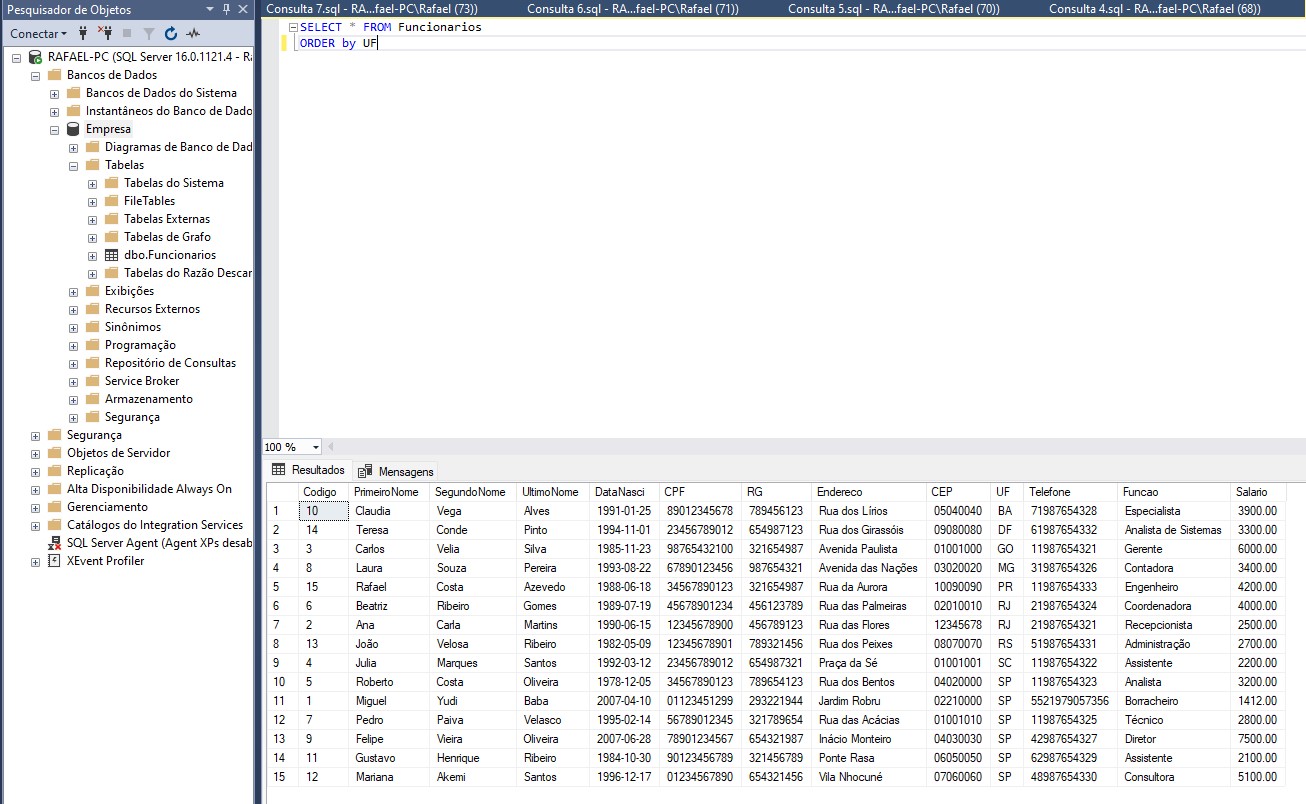 Pesquisador de Objetos
Conectar
RAFAEL-PC (SQL Server 16.0.1121.4 - Ra
Bancos de Dados
Bancos de Dados do Sistema
Instantâneos do Banco de Dado
Empresa
Diagramas de Banco de Dad
Tabelas
Tabelas do Sistema
FileTables
Tabelas Externas
Tabelas de Grafo
dbo.Funcionarios
Tabelas do Razão Descar
Exibições
Recursos Externos
Sinônimos
Programação
Repositório de Consultas
Service Broker
Armazenamento
Segurança
Segurança
Objetos de Servidor
Replicação
Alta Disponibilidade Always On
Gerenciamento
Catálogos do Integration Services
SQL Server Agent (Agent XPs desab
XEvent Profiler
Consulta 7.sql - RA...fael-PC\Rafael (73)) Consulta 6.sql - RA...fael-PC\Rafael (71)) Consulta 5.sql - RA...fael-PC\Rafael (70)) Consulta 4.sql - RA...fael-PC\Rafael (68))
SELECT * FROM Funcionarios
ORDER by UF
100 %
Resultados Mensagens
Codigo PrimeiroNome SegundoNome UltimoNome DataNasci CPF RG Endereco CEP UF Telefone Funcao Salario
1 10 Claudia Vega Alves 1991-01-25 89012345678 789456123 Rua dos Lírios 05040040 BA 71987654328 Especialista 3900.00
2 14 Teresa Conde Pinto 1994-11-01 23456789012 654987123 Rua dos Girassóis 09080080 DF 61987654332 Analista de Sistemas 3300.00
3 3 Carlos Velia Silva 1985-11-23 98765432100 321654987 Avenida Paulista 01001000 GO 11987654321 Gerente 6000.00
4 8 Laura Souza Pereira 1993-08-22 67890123456 987654321 Avenida das Nações 03020020 MG 31987654326 Contadora 3400.00
5 15 Rafael Costa Azevedo 1988-06-18 34567890123 321654987 Rua da Aurora 10090090 PR 11987654333 Engenheiro 4200.00
6 6 Beatriz Ribeiro Gomes 1989-07-19 45678901234 456123789 Rua das Palmeiras 02010010 RJ 21987654324 Coordenadora 4000.00
7 2 Ana Carla Martins 1990-06-15 12345678900 456789123 Rua das Flores 12345678 RJ 21987654321 Recepcionista 2500.00
8 13 João Velosa Ribeiro 1982-05-09 12345678901 789321456 Rua dos Peixes 08070070 RS 51987654331 Administração 2700.00
9 4 Julia Marques Santos 1992-03-12 23456789012 654987321 Praça da Sé 01001001 SC 11987654322 Assistente 2200.00
10 5 Roberto Costa Oliveira 1978-12-05 34567890123 789654123 Rua dos Bentos 04020000 SP 11987654323 Analista 3200.00
11 1 Miguel Yudi Baba 2007-04-10 01123451299 293221944 Jardim Robru 02210000 SP 5521979057356 Borracheiro 1412.00
12 7 Pedro Paiva Velasco 1995-02-14 56789012345 321789654 Rua das Acácias 01001010 SP 11987654325 Técnico 2800.00
13 9 Felipe Vieira Oliveira 2007-06-28 78901234567 654321987 Inácio Monteiro 04030030 SP 42987654327 Diretor 7500.00
14 11 Gustavo Henrique Ribeiro 1984-10-30 90123456789 321456789 Ponte Rasa 06050050 SP 62987654329 Assistente 2100.00
15 12 Mariana Akemi Santos 1996-12-17 01234567890 654321456 Vila Nhocuné 07060060 SP 48987654330 Consultora 5100.00